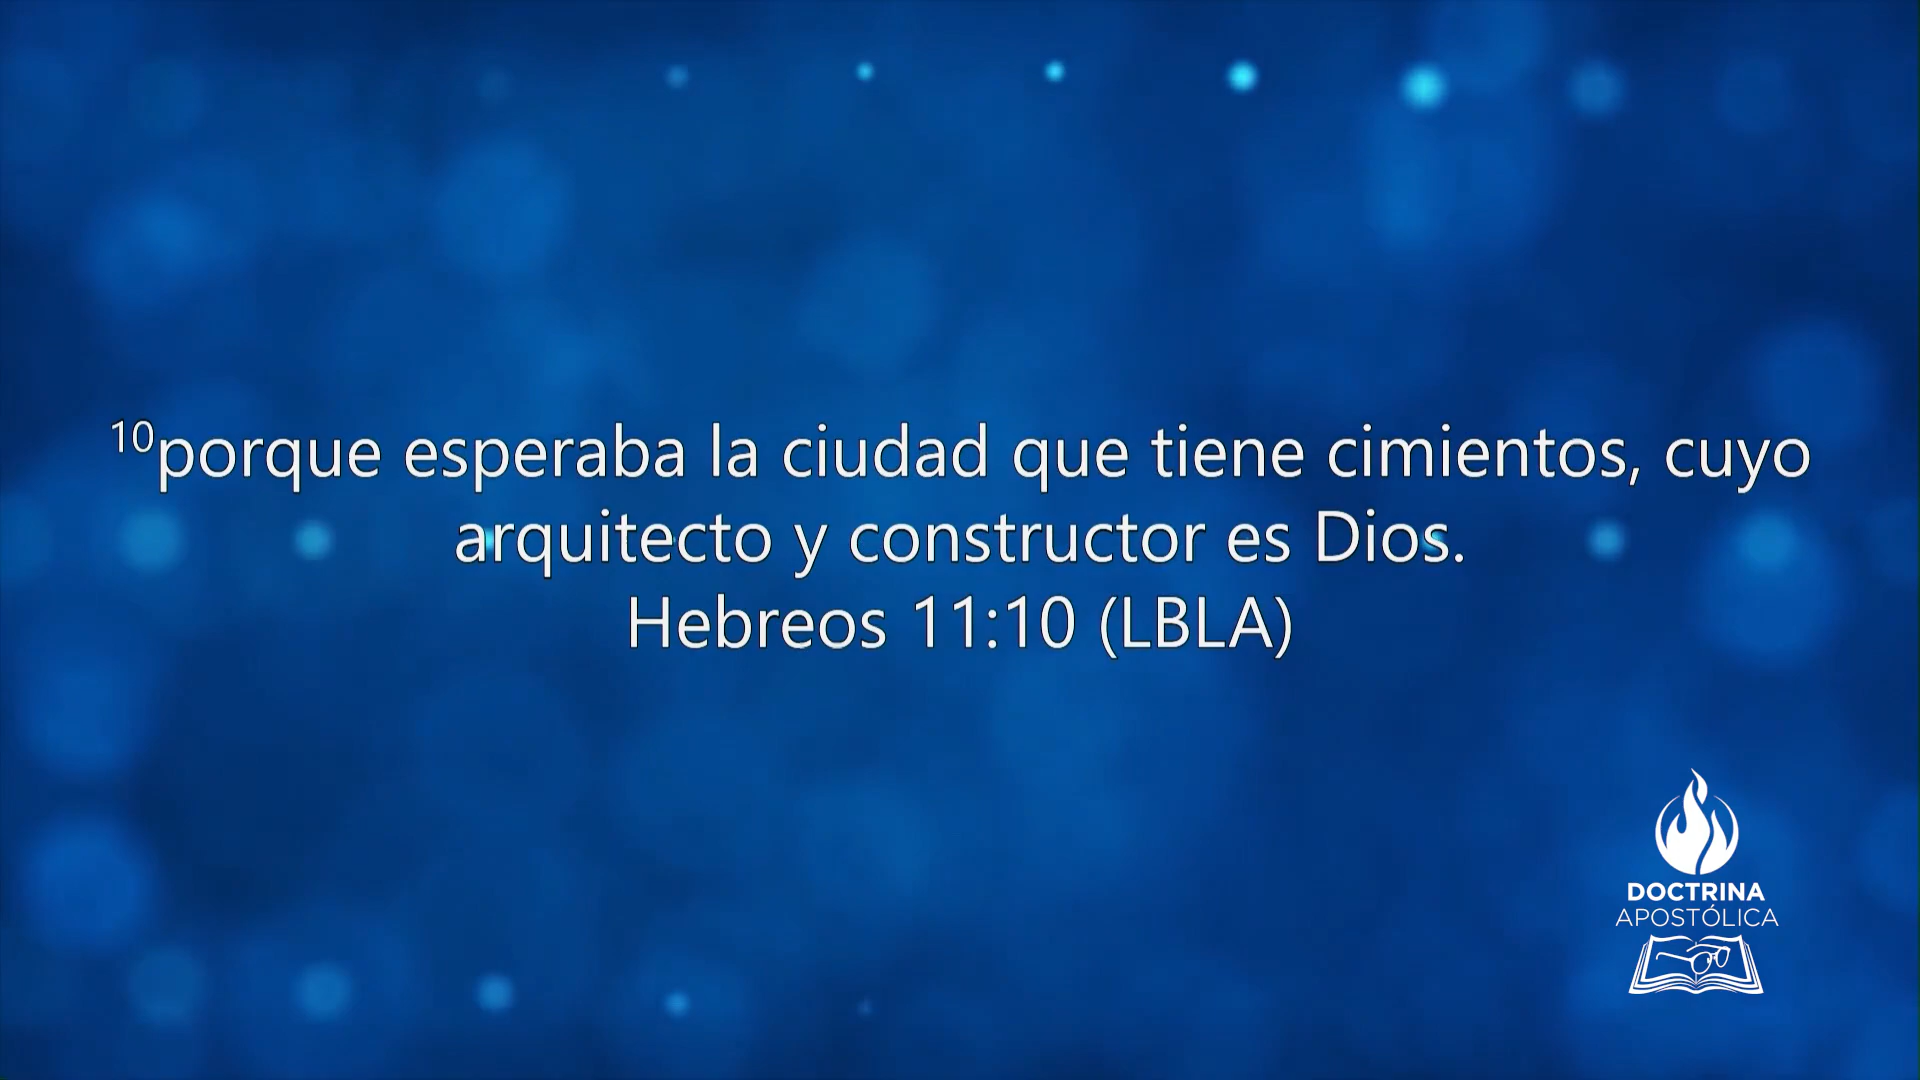 ¹⁰porque esperaba la ciudad que tiene cimientos, cuyo
arquitecto y constructor es Dios.
Hebreos 11:10 (LBLA)
DOCTRINA
APOSTÓLICA